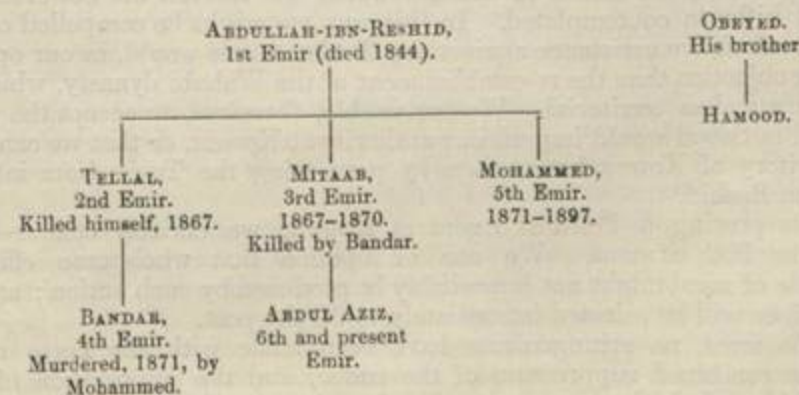 ABDULLAH-IBN-RESHID,
1st Emir (died 1844).
OBEYED.
His brother
HAMOOD.
TELLAL,
2nd Emir.
Killed himself, 1867.
MITAAB,
3rd Emir.
1867–1870.
Killed by Bandar.
MOHAMMED,
5th Emir.
1871–1897.
BANDAR,
4th Emir.
Murdered, 1871, by
Mohammed.
ABDUL AZIZ,
6th and present
Emir.